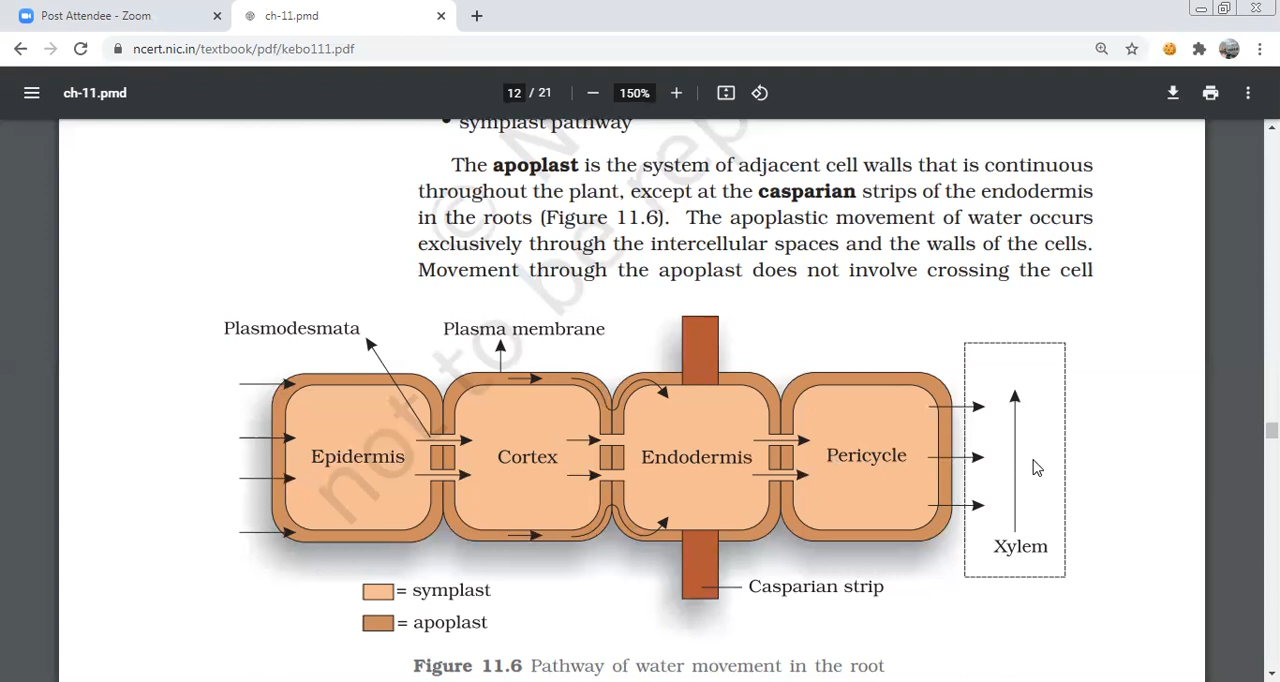 Post Attendee - Zoom
ch-11.pmd
ncert.nic.in/textbook/pdf/kebo111.pdf
ch-11.pmd
12 / 21
150%
• symplast pathway
The apoplast is the system of adjacent cell walls that is continuous
throughout the plant, except at the casparian strips of the endodermis
in the roots (Figure 11.6). The apoplastic movement of water occurs
exclusively through the intercellular spaces and the walls of the cells.
Movement through the apoplast does not involve crossing the cell
Plasmodesmata
Plasma membrane
Epidermis
Cortex
Endodermis
Pericycle
Xylem
Casparian strip
= symplast
= apoplast
Figure 11.6 Pathway of water movement in the root
© N
not to be rep